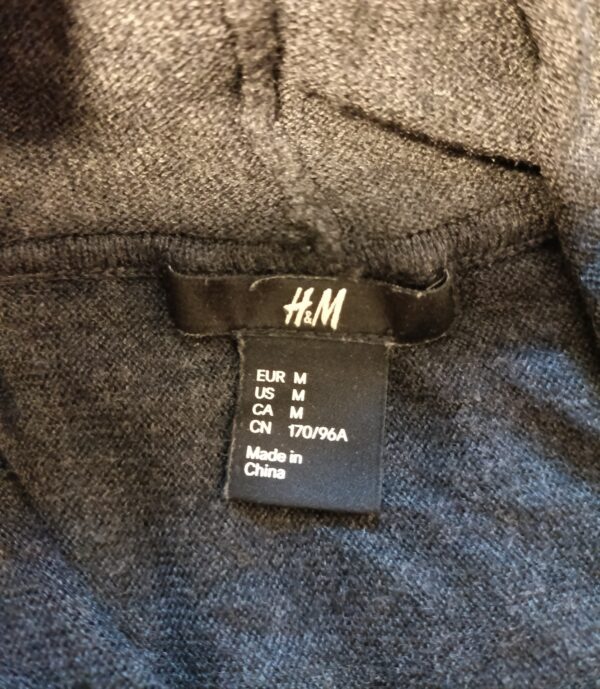 H&M
EUR M
US M
CA M
CN 170/96A
Made in
China